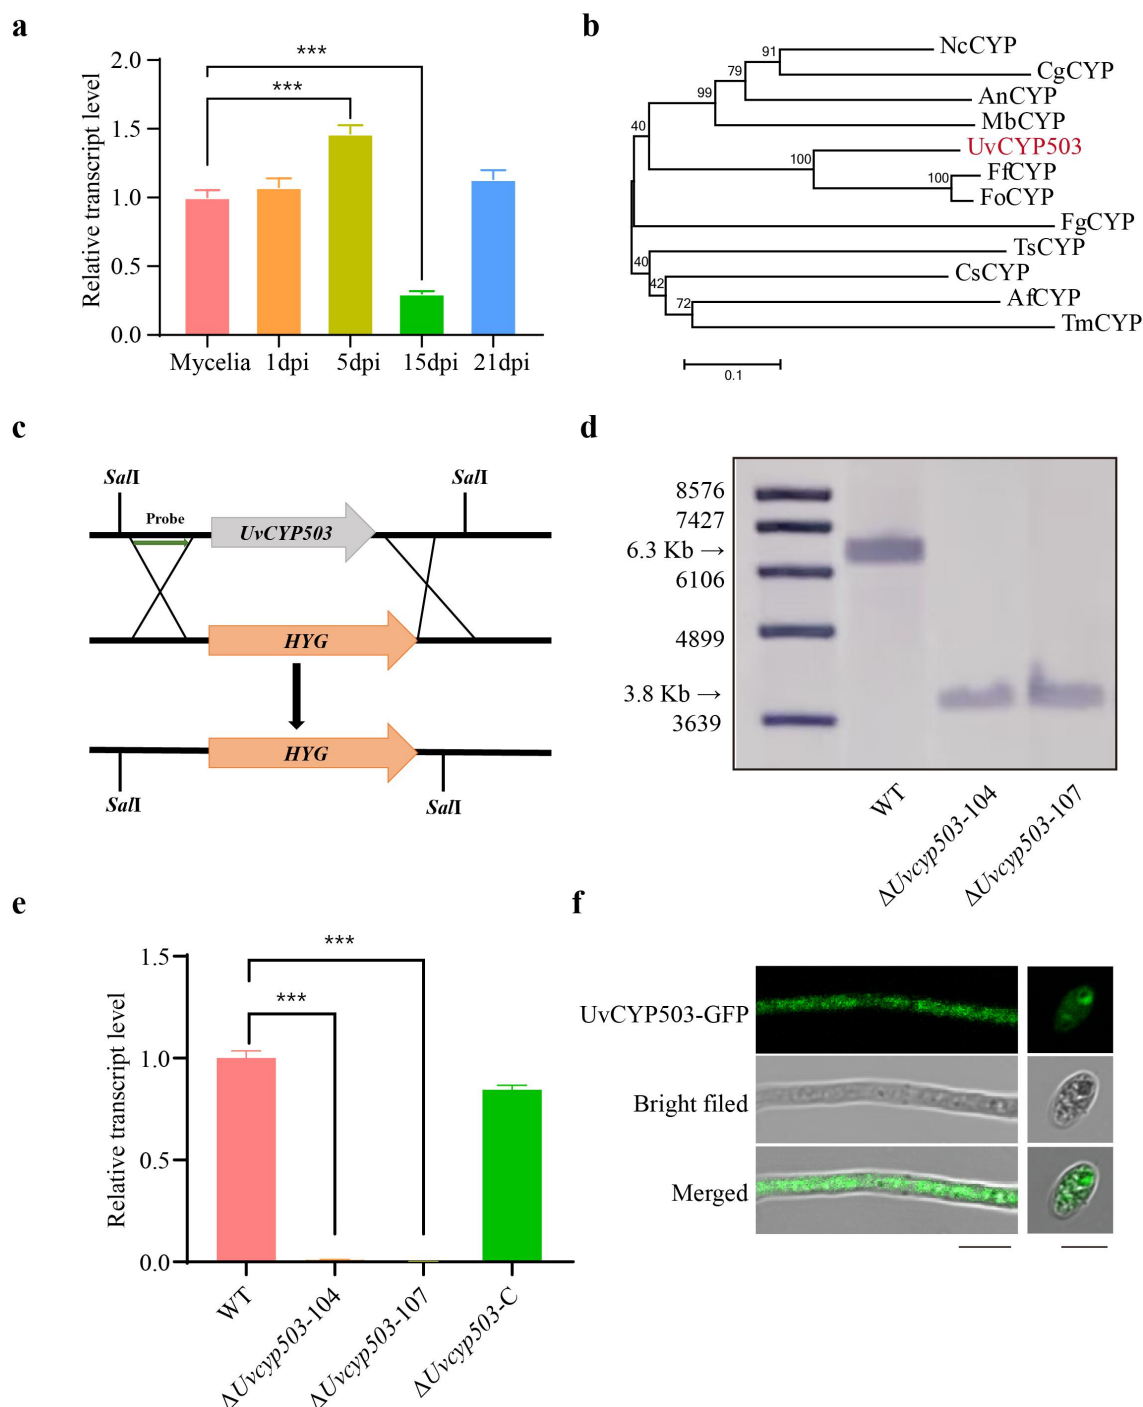 a
Relative transcript level
2.0
1.5
1.0
0.5
0.0
***
***
Mycelia 1dpi 5dpi 15dpi 21dpi
b
NcCYP
CgCYP
AnCYP
MbCYP
UvCYP503
FfCYP
FoCYP
FgCYP
TsCYP
CsCYP
AfCYP
TmCYP
91
79
99
40
100
100
40
42
72
0.1
c
SalI SalI
Probe
UvCYP503
HYG
HYG
SalI SalI
d
8576
7427
6.3 Kb →
6106
4899
3.8 Kb →
3639
WT
ΔUvcyp503-104
ΔUvcyp503-107
e
Relative transcript level
1.5
1.0
0.5
0.0
***
***
WT
ΔUvcyp503-104
ΔUvcyp503-107
ΔUvcyp503-C
f
UvCYP503-GFP
Bright filed
Merged